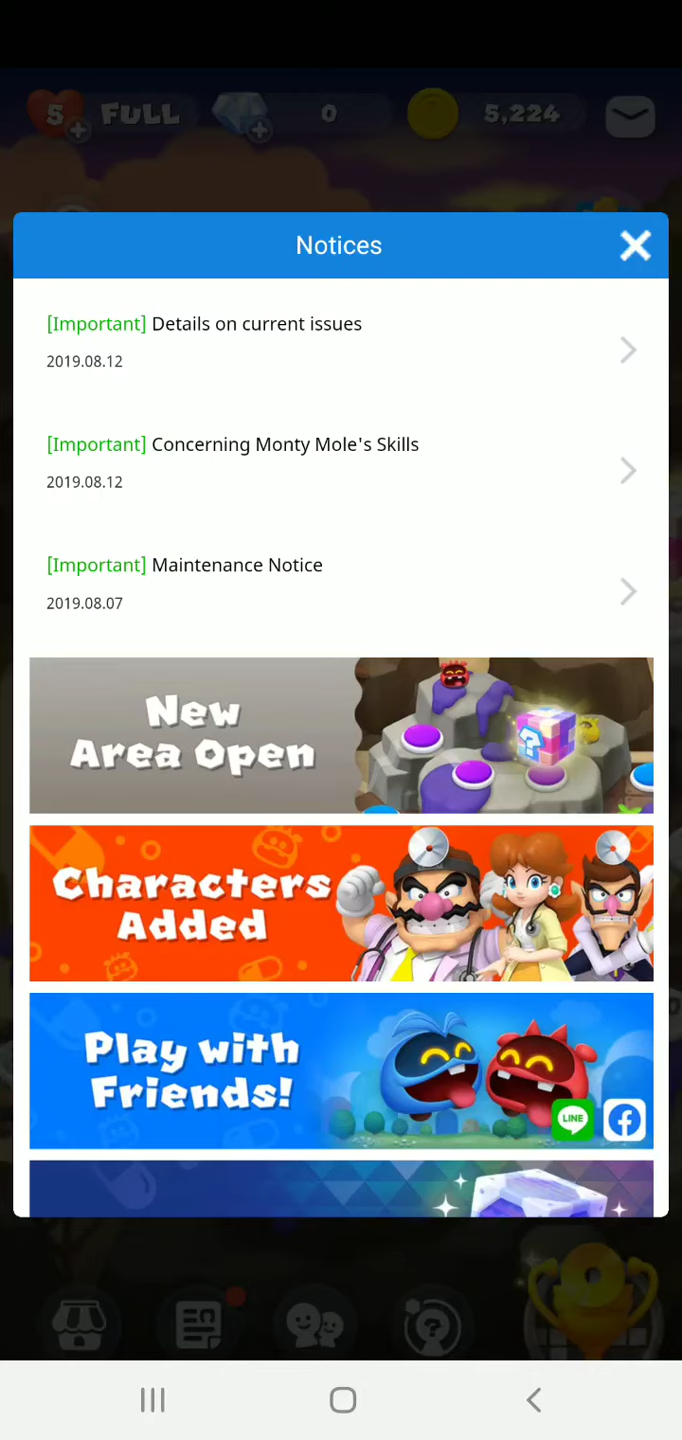 5 FULL 0 5,224
Notices
[Important] Details on current issues
2019.08.12
[Important] Concerning Monty Mole's Skills
2019.08.12
[Important] Maintenance Notice
2019.08.07
New
Area Open
?
Characters
Added
Play with
Friends!
LINE
?